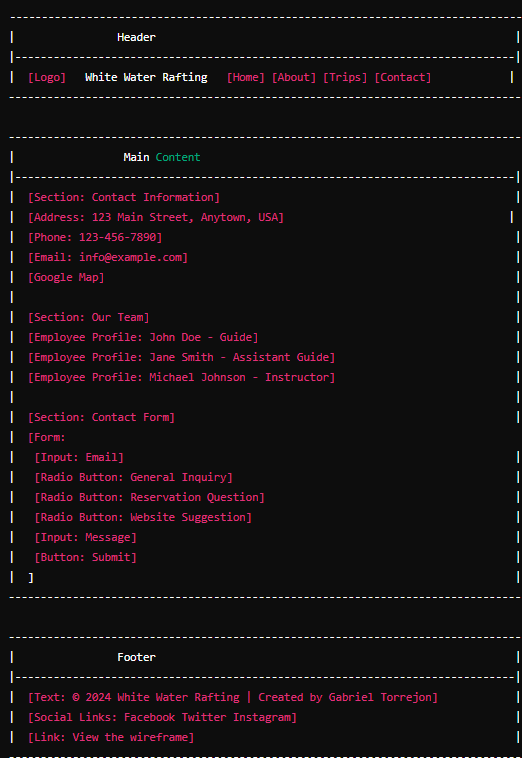 Header
[Logo] White Water Rafting [Home] [About] [Trips] [Contact]
Main Content
[Section: Contact Information]
[Address: 123 Main Street, Anytown, USA]
[Phone: 123-456-7890]
[Email: info@example.com]
[Google Map]
[Section: Our Team]
[Employee Profile: John Doe - Guide]
[Employee Profile: Jane Smith - Assistant Guide]
[Employee Profile: Michael Johnson - Instructor]
[Section: Contact Form]
[Form:
[Input: Email]
[Radio Button: General Inquiry]
[Radio Button: Reservation Question]
[Radio Button: Website Suggestion]
[Input: Message]
[Button: Submit]
]
Footer
[Text: © 2024 White Water Rafting | Created by Gabriel Torrejon]
[Social Links: Facebook Twitter Instagram]
[Link: View the wireframe]